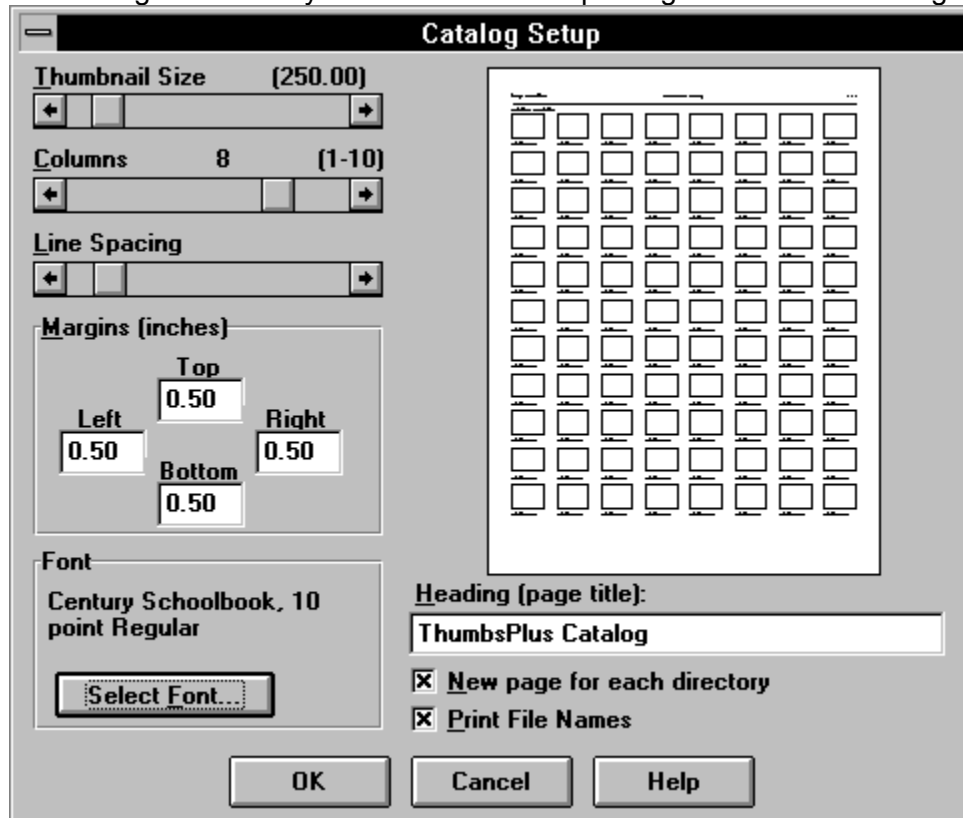 Catalog Setup
Thumbnail Size (250.00)
Columns 8 (1-10)
Line Spacing
Margins (inches)
Top
0.50
Left Right
0.50 0.50
Bottom
0.50
Font
Century Schoolbook, 10
point Regular
Select Font...
Heading (page title):
ThumbsPlus Catalog
New page for each directory
Print File Names
OK Cancel Help